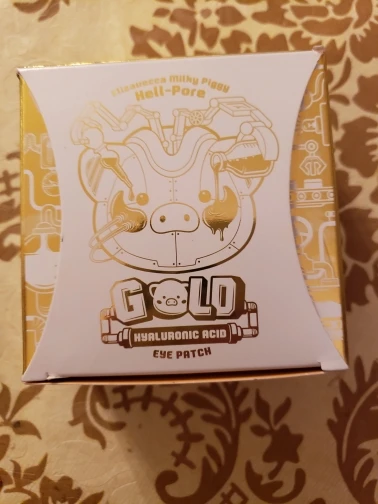 Elizavecca Milky Piggy
Hell-Pore
GOLD
HYALURONIC ACID
EYE PATCH